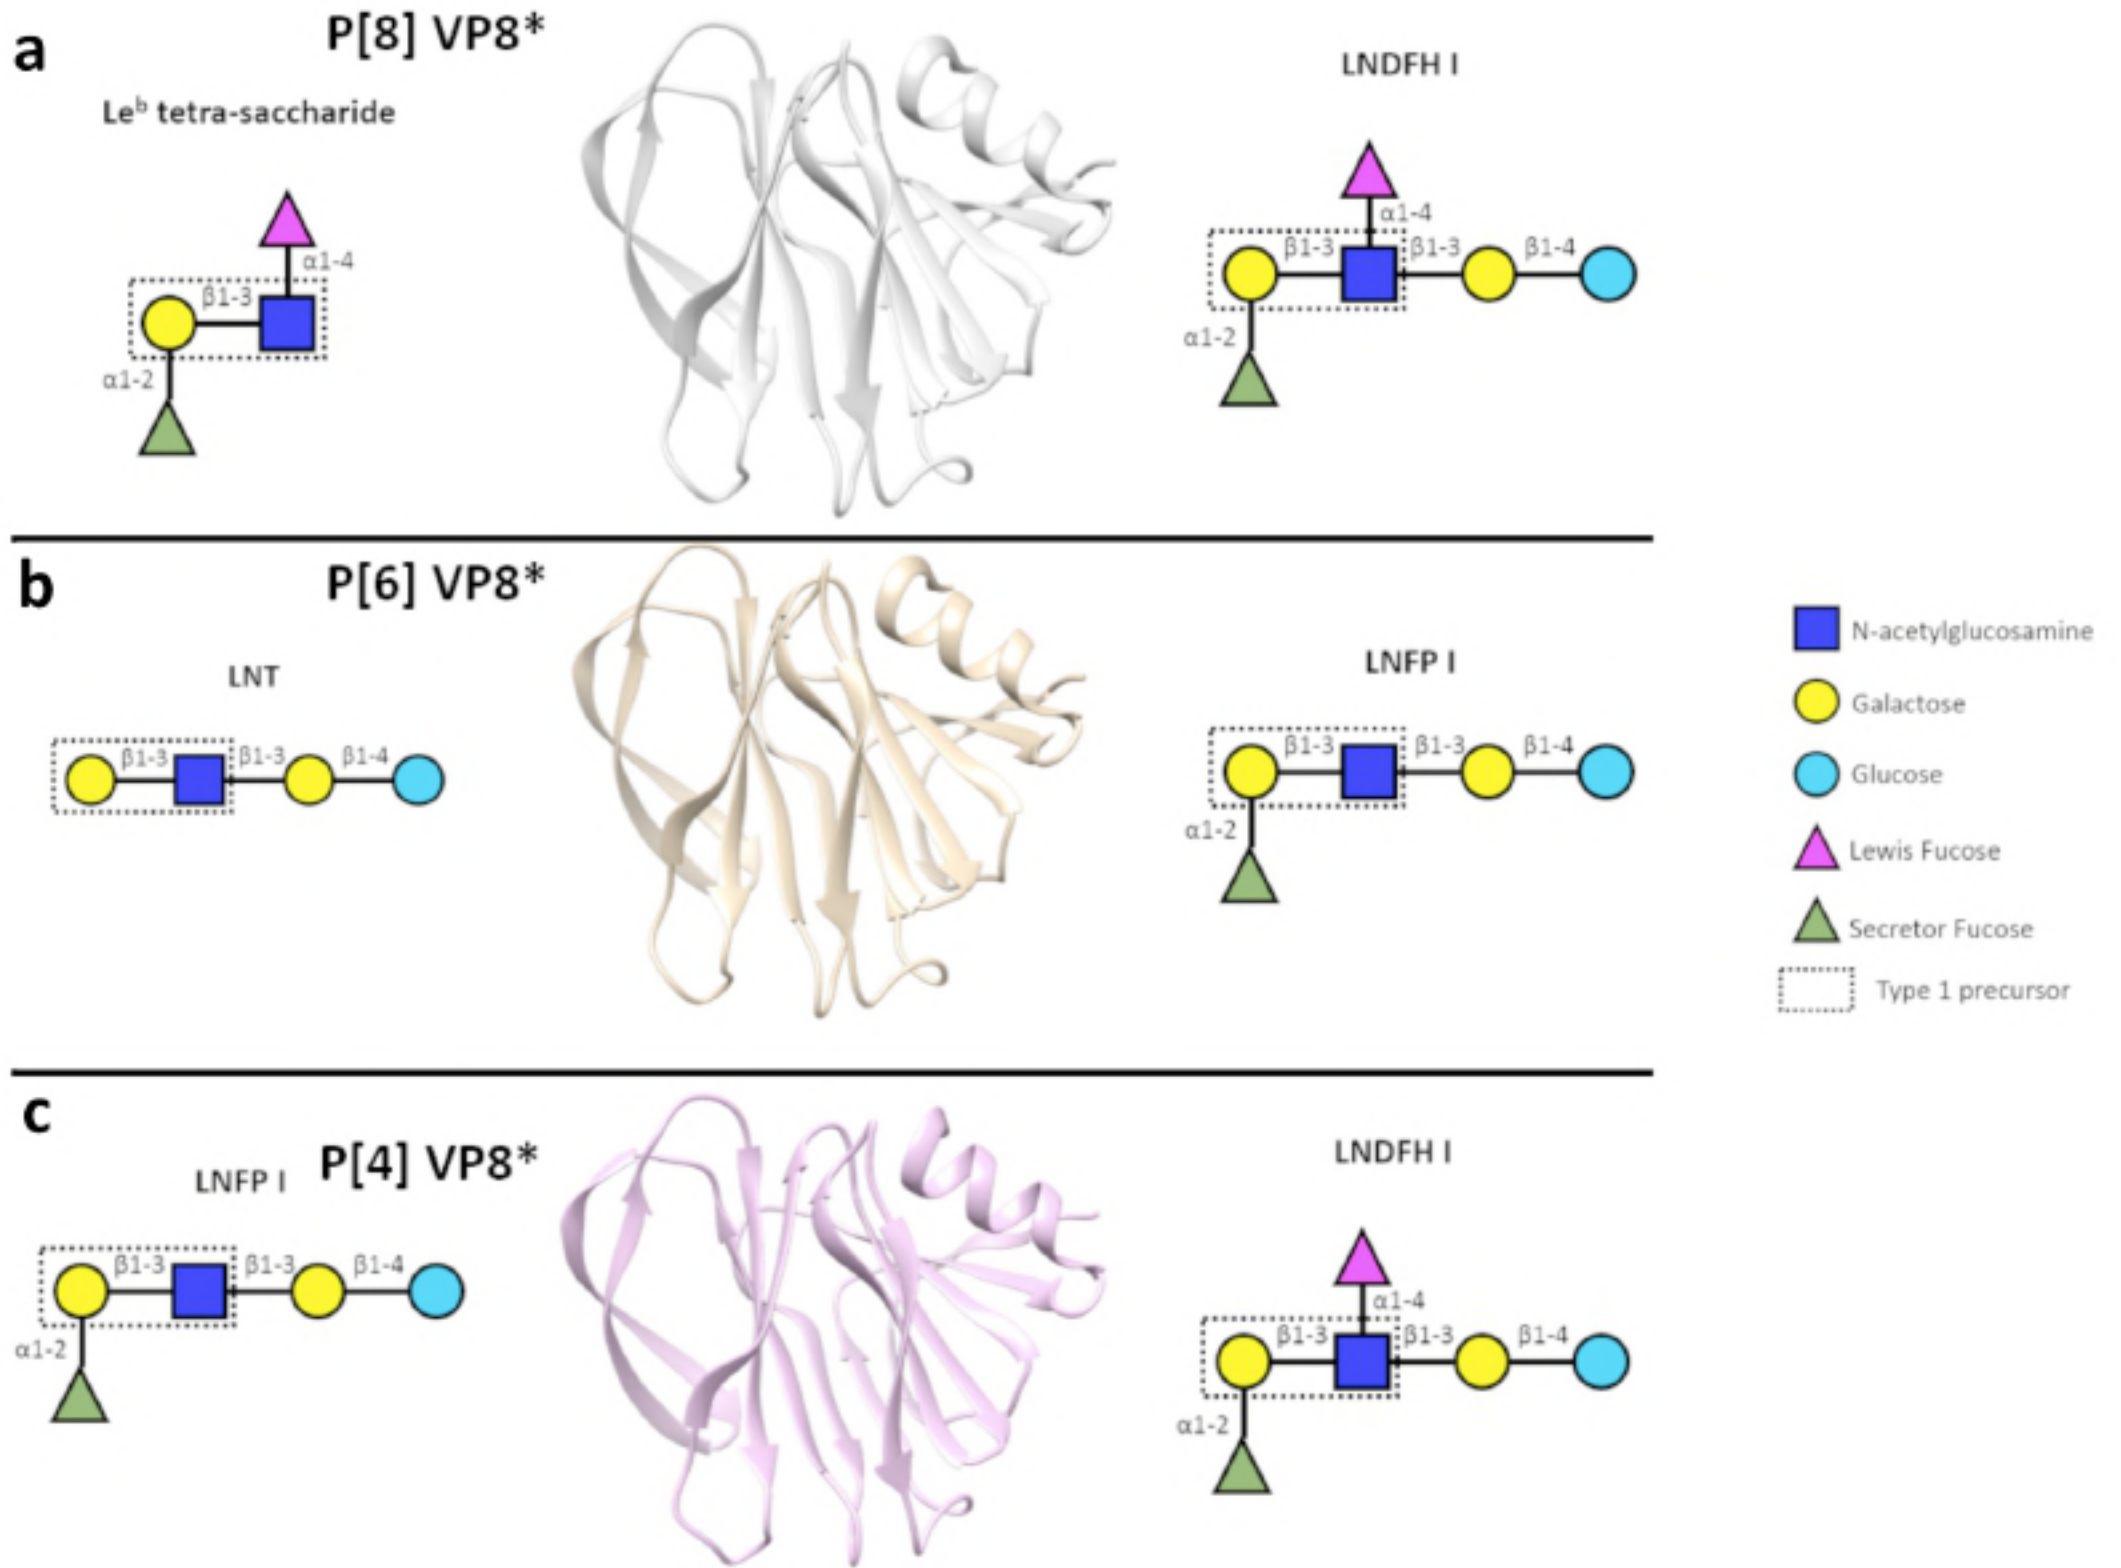 a
P[8] VP8*
Leᵇ tetra-saccharide
α1-4
β1-3
α1-2
LNDFH I
α1-4
β1-3
β1-3
β1-4
α1-2
b
P[6] VP8*
LNT
β1-3
β1-3
β1-4
LNFP I
β1-3
β1-3
β1-4
α1-2
c
P[4] VP8*
LNFP I
β1-3
β1-3
β1-4
α1-2
LNDFH I
α1-4
β1-3
β1-3
β1-4
α1-2
N-acetylglucosamine
Galactose
Glucose
Lewis Fucose
Secretor Fucose
Type 1 precursor